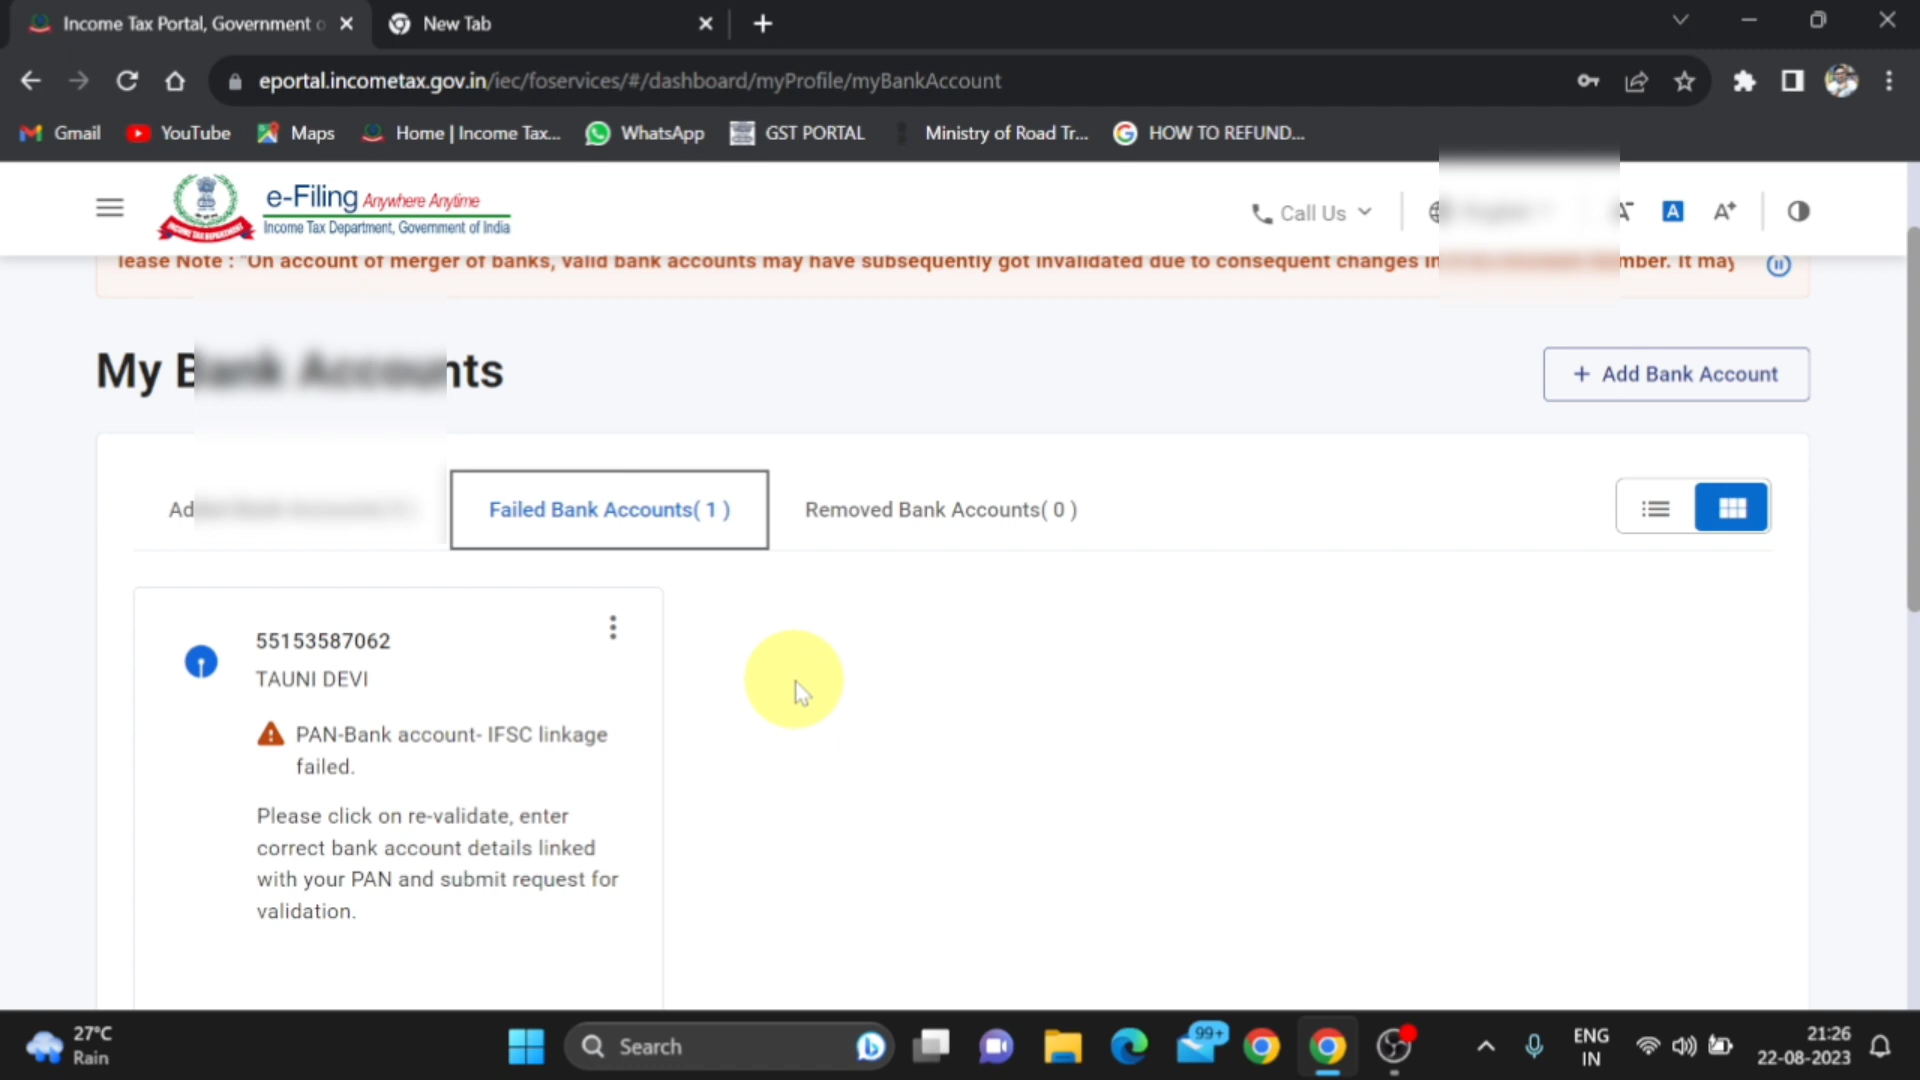 Income Tax Portal, Government o
New Tab
eportal.incometax.gov.in/iec/foservices/#/dashboard/myProfile/myBankAccount
Gmail YouTube Maps Home | Income Tax... WhatsApp GST PORTAL Ministry of Road Tr... HOW TO REFUND...
e-Filing Anywhere Anytime
Income Tax Department, Government of India
Call Us
A- A A+
lease Note : "On account of merger of banks, valid bank accounts may have subsequently got invalidated due to consequent changes in mber. It may
My Bank Accounts
+ Add Bank Account
Failed Bank Accounts( 1 ) Removed Bank Accounts( 0 )
55153587062
TAUNI DEVI
PAN-Bank account- IFSC linkage
failed.
Please click on re-validate, enter
correct bank account details linked
with your PAN and submit request for
validation.
27°C
Rain
Search
99+
ENG
IN
21:26
22-08-2023